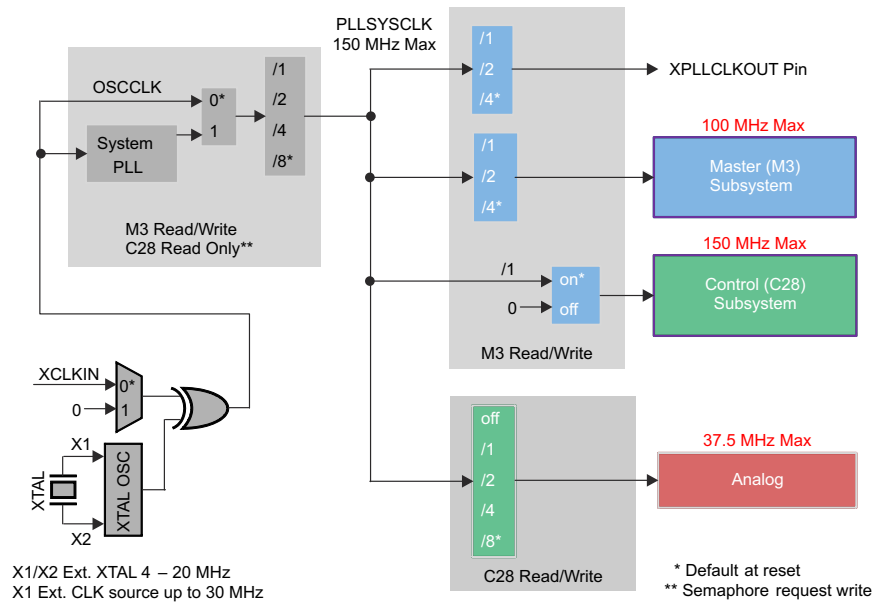 PLLSYSCLK
150 MHz Max
OSCCLK
0*
1
System
PLL
/1
/2
/4
/8*
M3 Read/Write
C28 Read Only**
/1
/2
/4*
XPLLCLKOUT Pin
/1
/2
/4*
100 MHz Max
Master (M3)
Subsystem
/1
0
on*
off
150 MHz Max
Control (C28)
Subsystem
M3 Read/Write
XCLKIN
0
0*
1
X1
XTAL
X2
XTAL OSC
off
/1
/2
/4
/8*
37.5 MHz Max
Analog
C28 Read/Write
X1/X2 Ext. XTAL 4 – 20 MHz
X1 Ext. CLK source up to 30 MHz
* Default at reset
** Semaphore request write